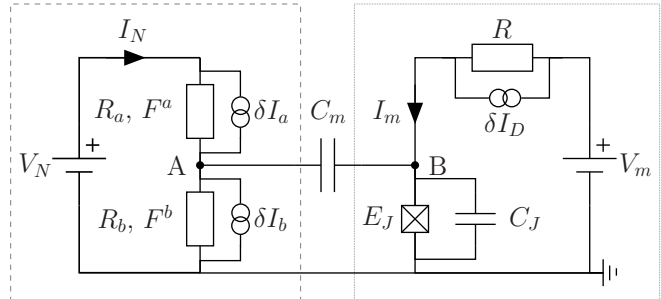 I_N
R
R_a, F^a
δI_a
C_m
I_m
δI_D
V_N
+
A
B
+
V_m
R_b, F^b
δI_b
E_J
C_J